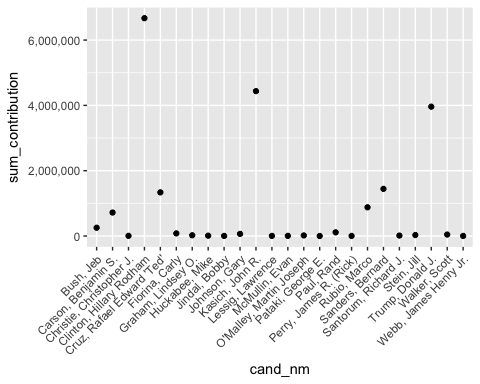 6,000,000
4,000,000
2,000,000
0
sum_contribution
Bush, Jeb
Carson, Benjamin S.
Christie, Christopher J.
Clinton, Hillary Rodham
Cruz, Rafael Edward 'Ted'
Fiorina, Carly
Graham, Lindsey O.
Huckabee, Mike
Jindal, Bobby
Johnson, Gary
Kasich, John R.
Lessig, Lawrence
McMullin, Evan
O'Malley, Martin Joseph
Pataki, George E.
Paul, Rand
Perry, James R. (Rick)
Rubio, Marco
Sanders, Bernard
Santorum, Richard J.
Stein, Jill
Trump, Donald J.
Walker, Scott
Webb, James Henry Jr.
cand_nm